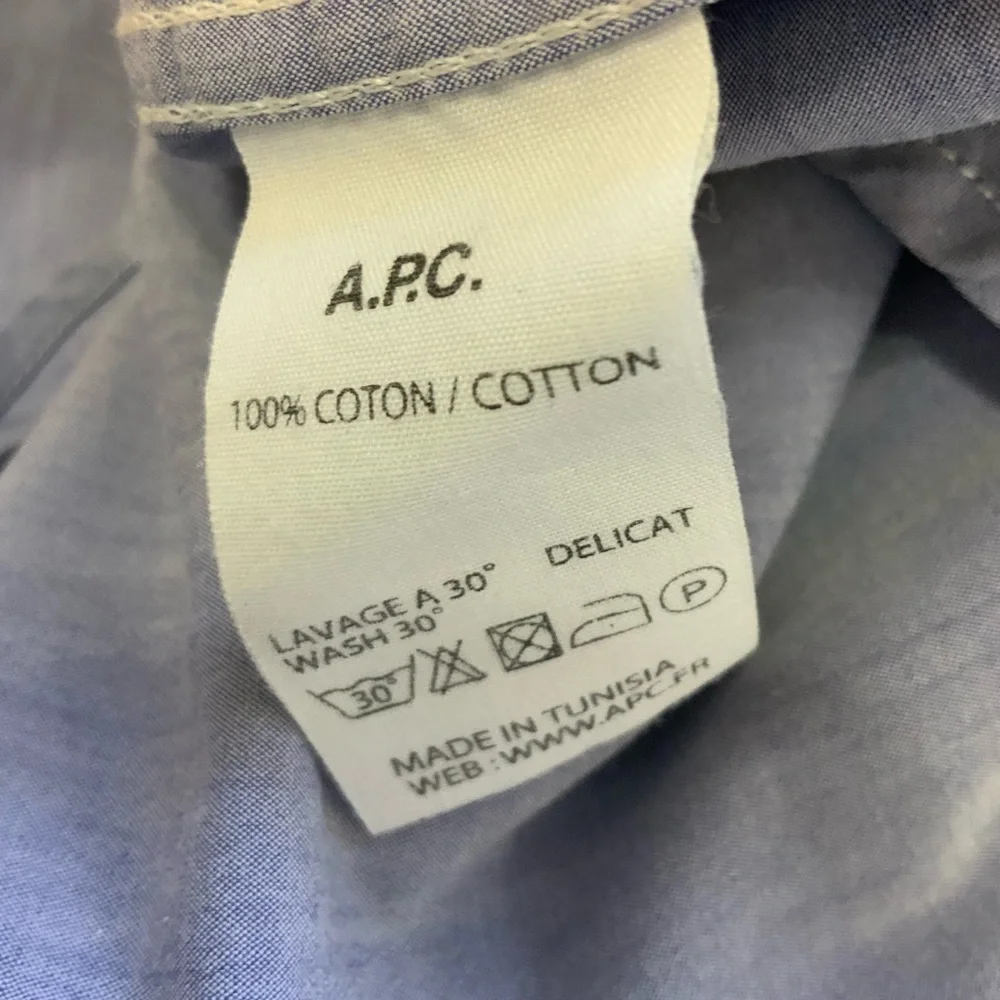 A.P.C.
100% COTON / COTTON
DELICAT
LAVAGE A 30°
WASH 30°
30° P
MADE IN TUNISIA
WEB : WWW.APC.FR